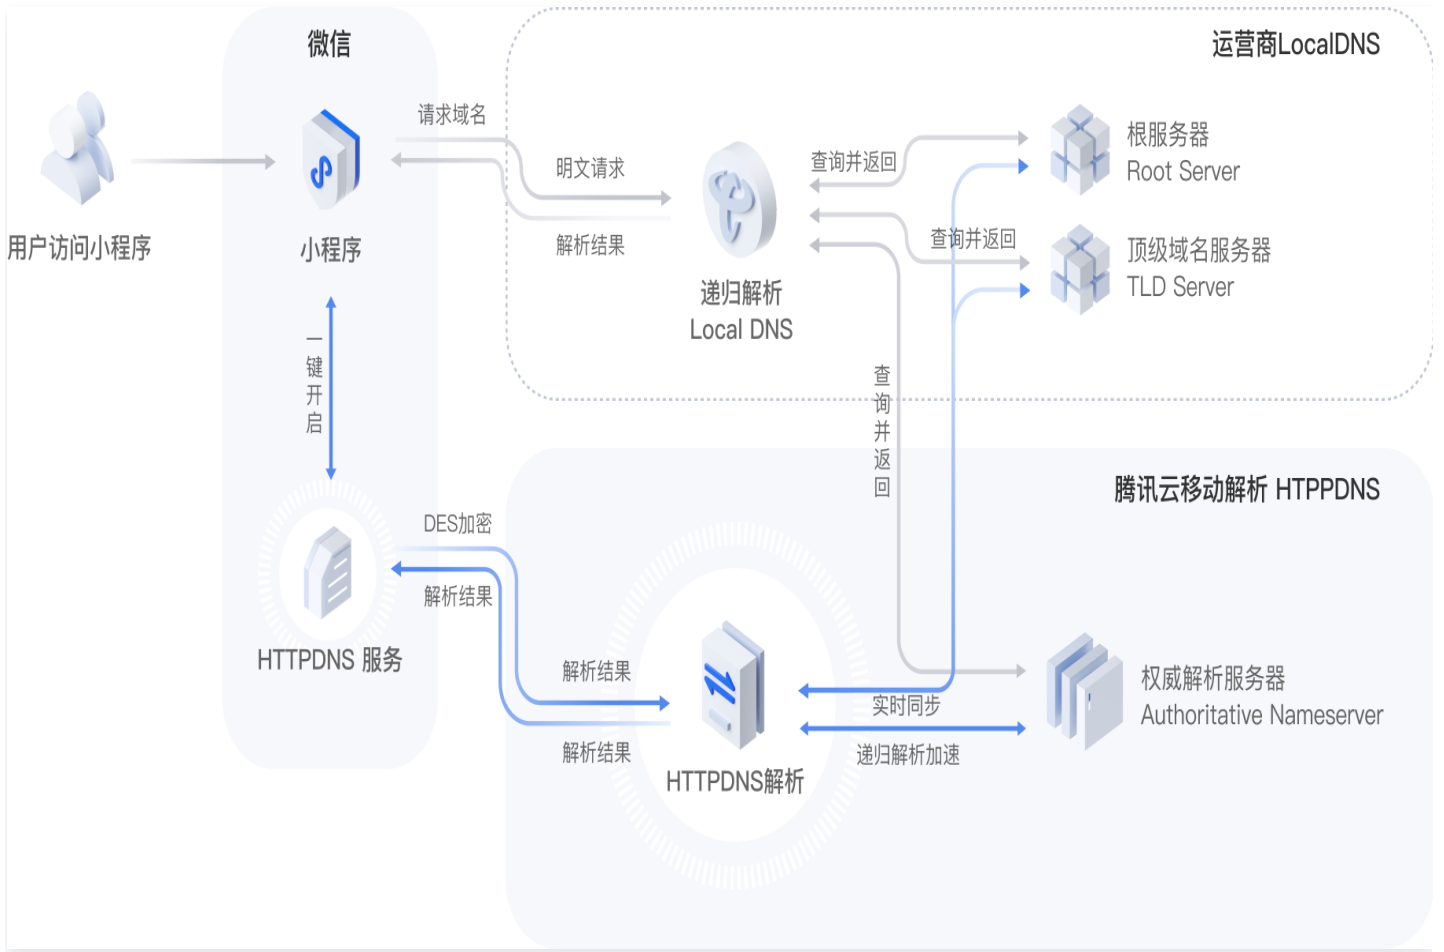 微信
运营商LocalDNS
请求域名
明文请求
查询并返回
根服务器
Root Server
用户访问小程序
小程序
解析结果
查询并返回
顶级域名服务器
TLD Server
递归解析
Local DNS
一键开启
查询并返回
腾讯云移动解析 HTPPDNS
DES加密
解析结果
HTTPDNS 服务
解析结果
解析结果
HTTPDNS解析
实时同步
递归解析加速
权威解析服务器
Authoritative Nameserver